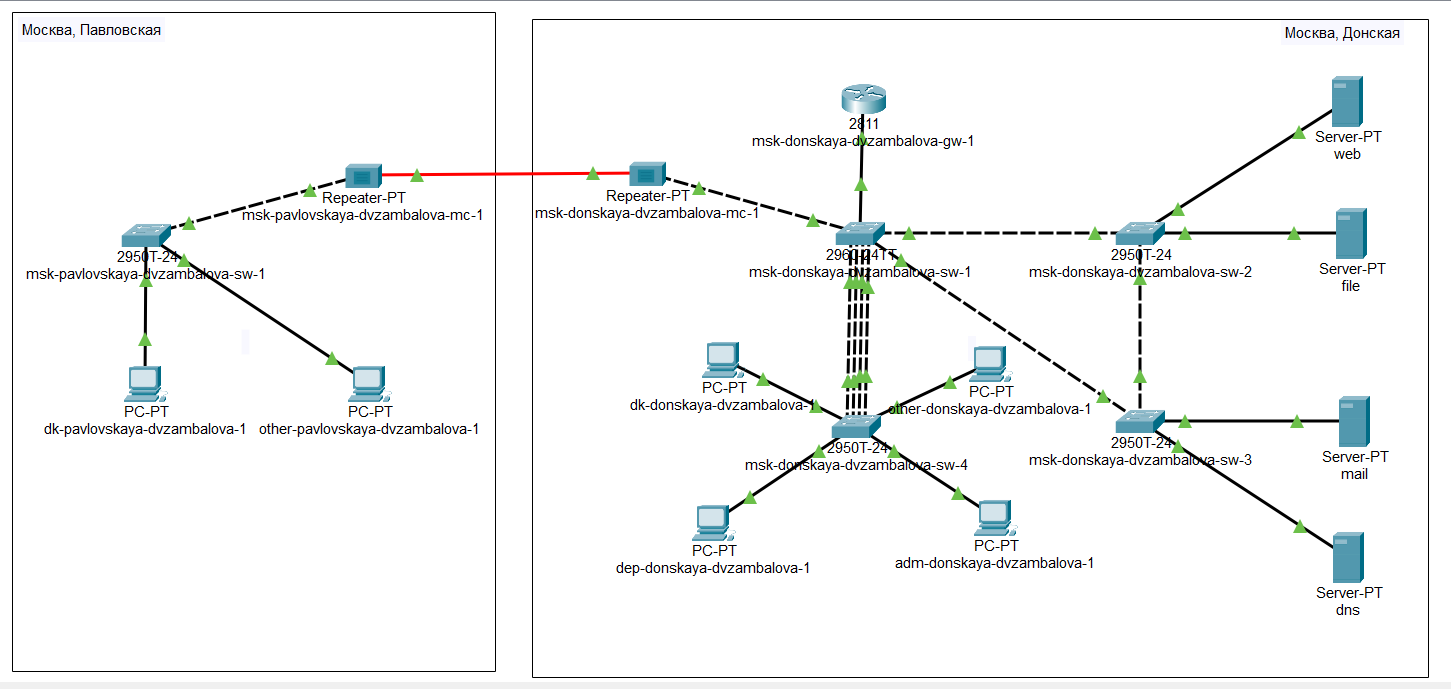 Москва, Павловская
Repeater-PT
msk-pavlovskaya-dvzambalova-mc-1
2950T-24
msk-pavlovskaya-dvzambalova-sw-1
PC-PT
dk-pavlovskaya-dvzambalova-1
PC-PT
other-pavlovskaya-dvzambalova-1
Москва, Донская
2811
msk-donskaya-dvzambalova-gw-1
Repeater-PT
msk-donskaya-dvzambalova-mc-1
2960-24TT
msk-donskaya-dvzambalova-sw-1
2950T-24
msk-donskaya-dvzambalova-sw-2
Server-PT
web
Server-PT
file
PC-PT
dk-donskaya-dvzambalova-1
PC-PT
other-donskaya-dvzambalova-1
2950T-24
msk-donskaya-dvzambalova-sw-4
2950T-24
msk-donskaya-dvzambalova-sw-3
Server-PT
mail
PC-PT
dep-donskaya-dvzambalova-1
PC-PT
adm-donskaya-dvzambalova-1
Server-PT
dns